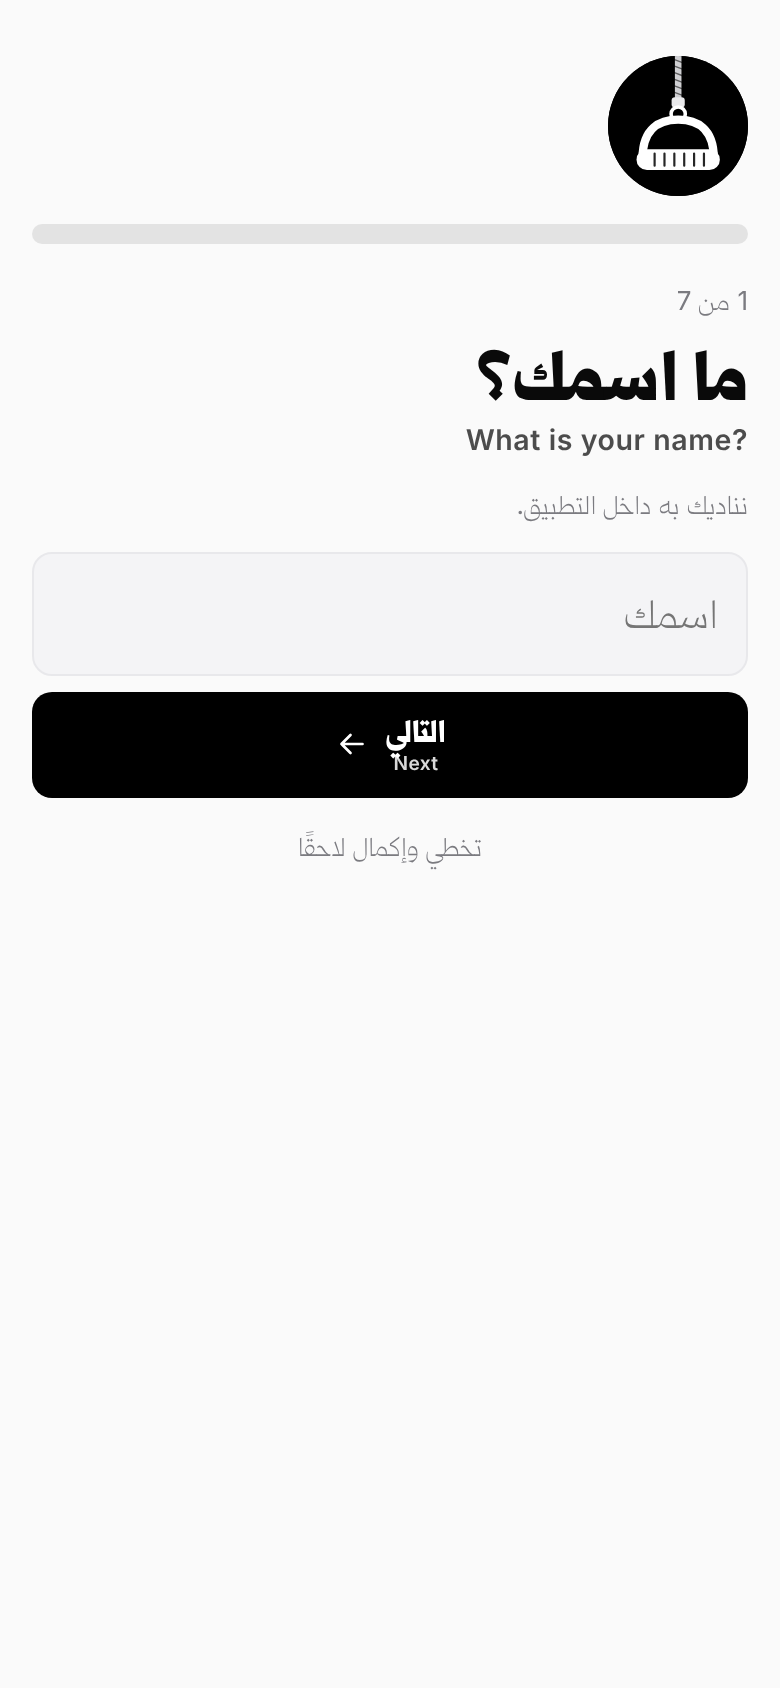 1 من 7
ما اسمك؟
What is your name?
نناديك به داخل التطبيق.
اسمك
التالي
Next
تخطي وإكمال لاحقًا